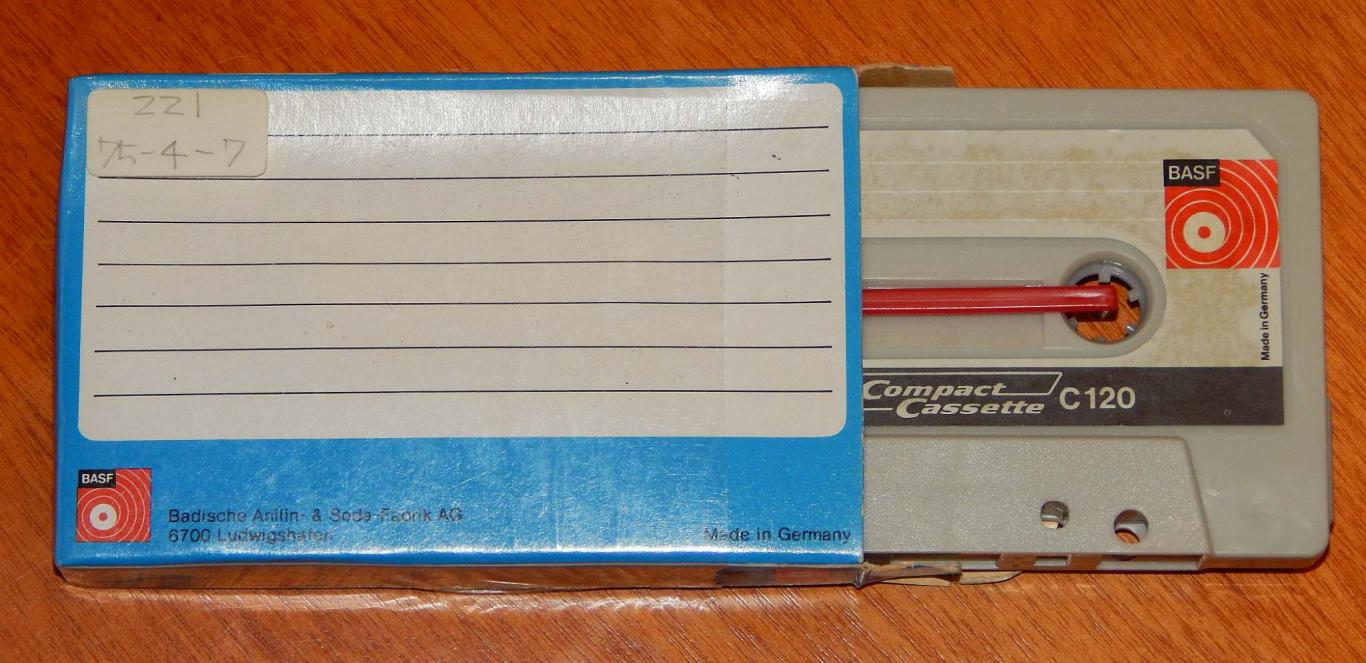 221
75-4-7
BASF
Badische Anilin- & Soda-Fabrik AG
6700 Ludwigshafen
Made in Germany
BASF
Made in Germany
Compact
Cassette
C 120